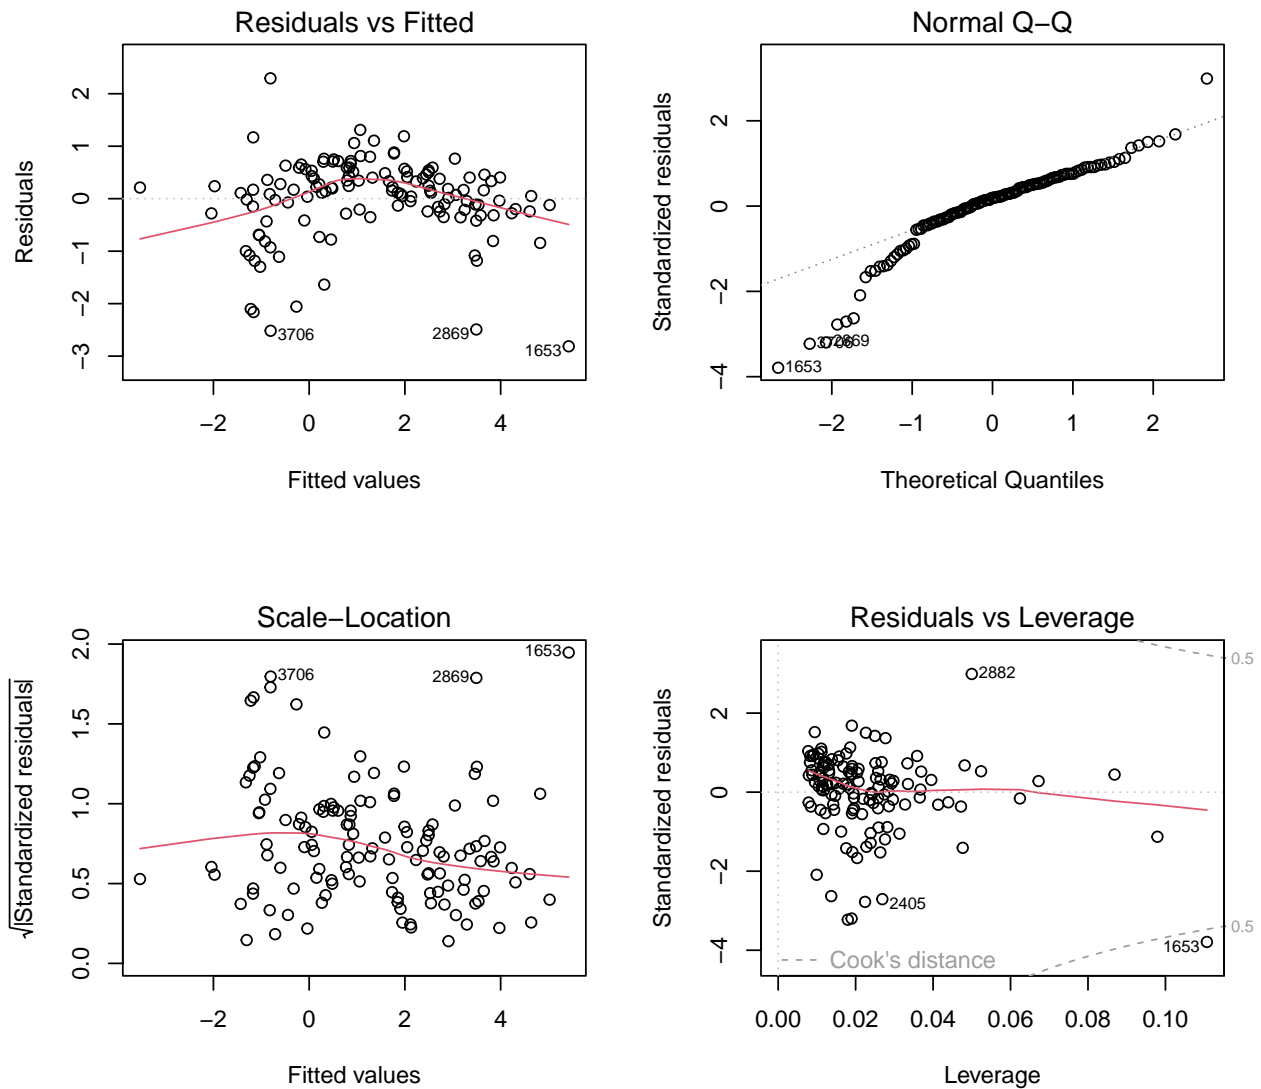 Residuals vs Fitted
Residuals
2
1
0
−1
−2
−3
3706
2869
1653
−2 0 2 4
Fitted values
Normal Q−Q
Standardized residuals
2
0
−2
−4
3706
2869
1653
−2 −1 0 1 2
Theoretical Quantiles
Scale−Location
√|Standardized residuals|
2.0
1.5
1.0
0.5
0.0
1653
3706
2869
−2 0 2 4
Fitted values
Residuals vs Leverage
Standardized residuals
2
0
−2
−4
0.5
2882
2405
0.5
1653
Cook's distance
0.00 0.02 0.04 0.06 0.08 0.10
Leverage